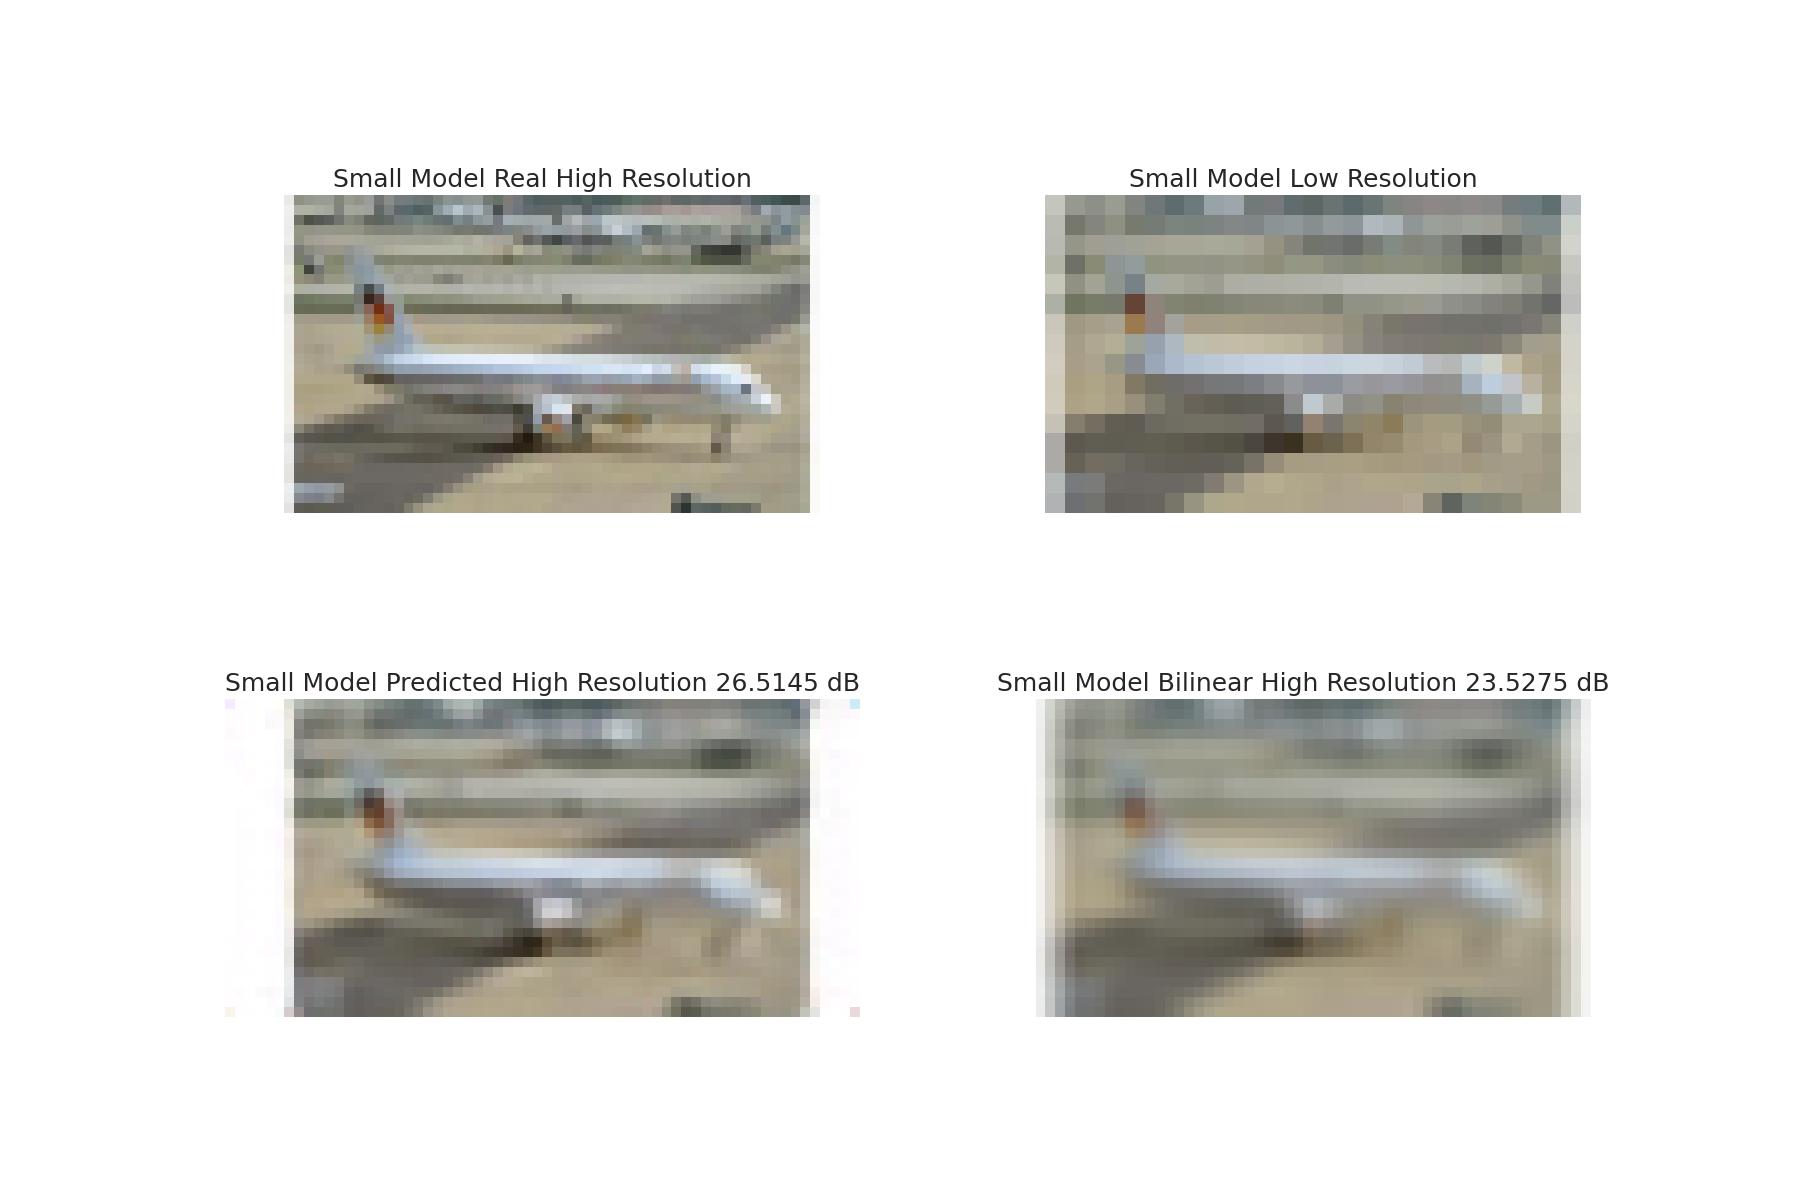 Small Model Real High Resolution
Small Model Low Resolution
Small Model Predicted High Resolution 26.5145 dB
Small Model Bilinear High Resolution 23.5275 dB